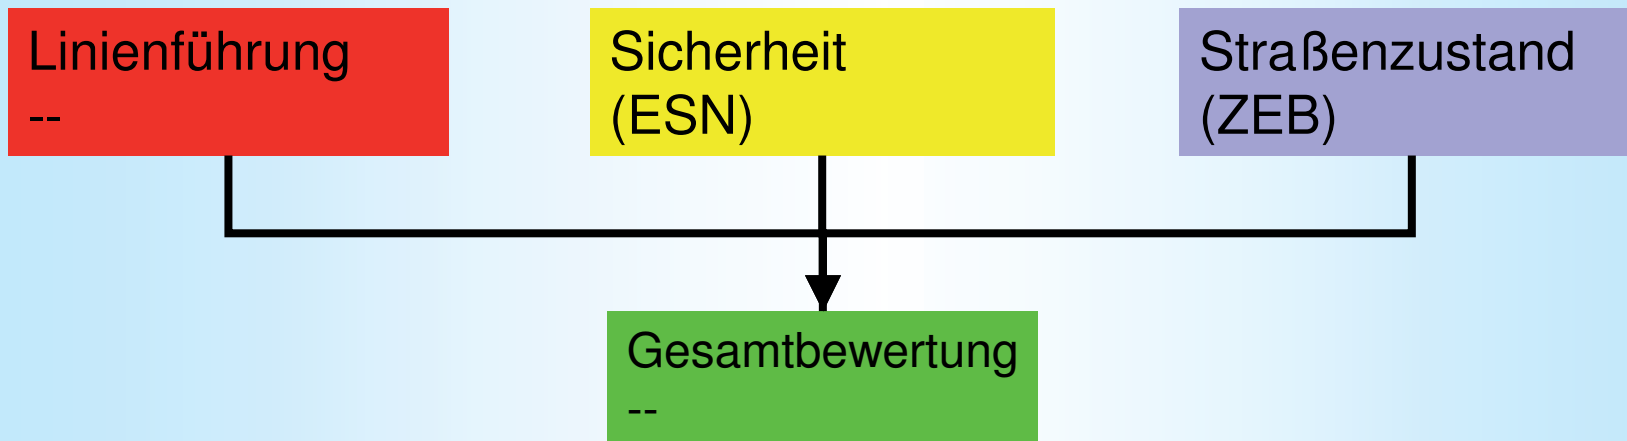 Linienführung
--
Sicherheit
(ESN)
Straßenzustand
(ZEB)
Gesamtbewertung
--